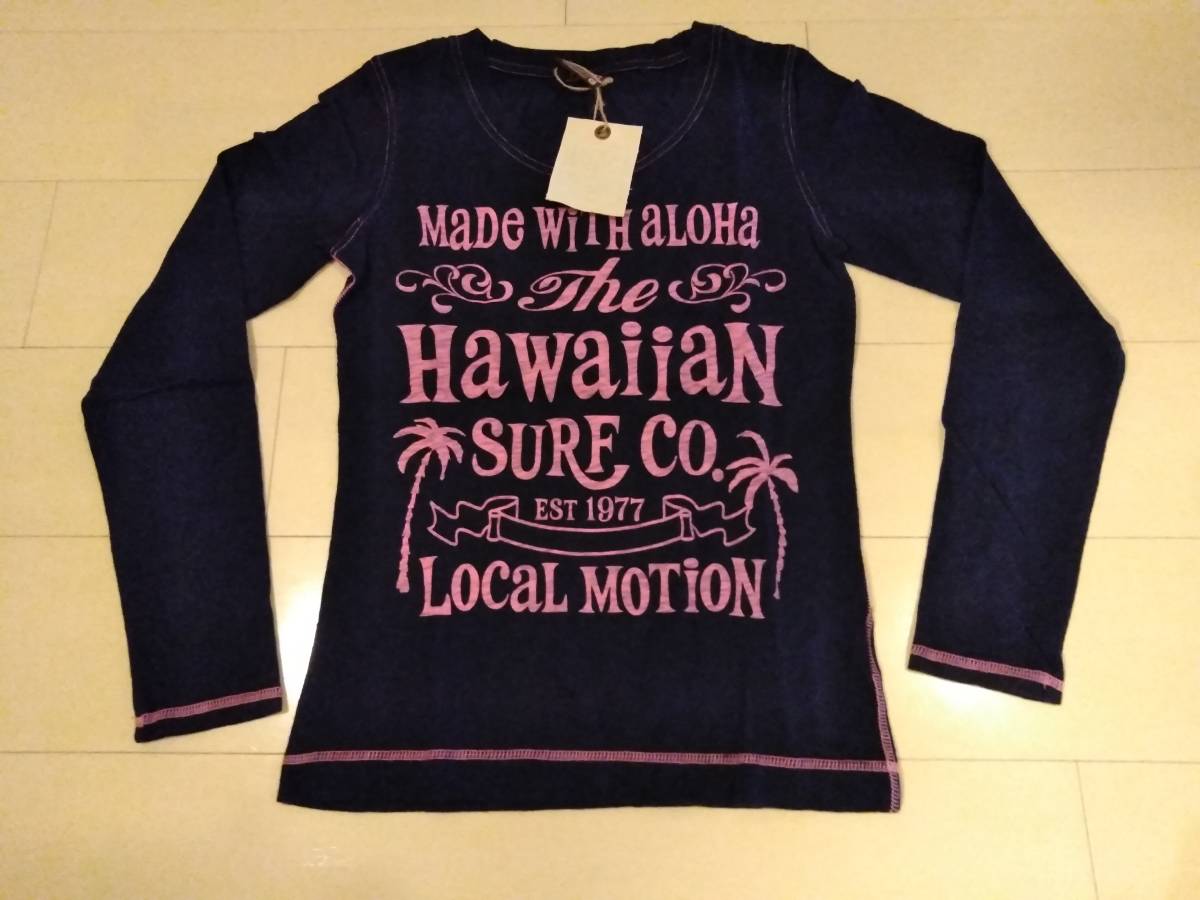 MaDe WiTH aLOHa
The
HaWaiiaN
SURF CO.
EST 1977
LOCaL MOTiON